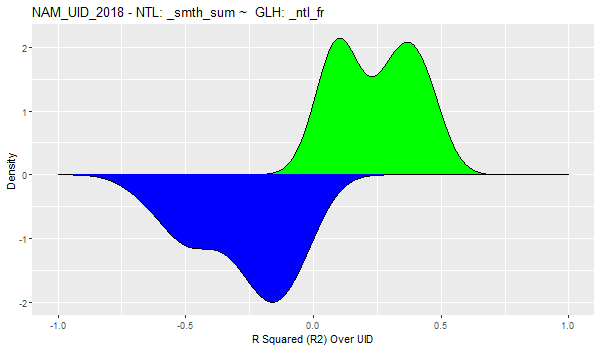 NAM_UID_2018 - NTL: _smth_sum ~  GLH: _ntl_fr
2
1
0
-1
-2
Density
-1.0 -0.5 0.0 0.5 1.0
R Squared (R2) Over UID